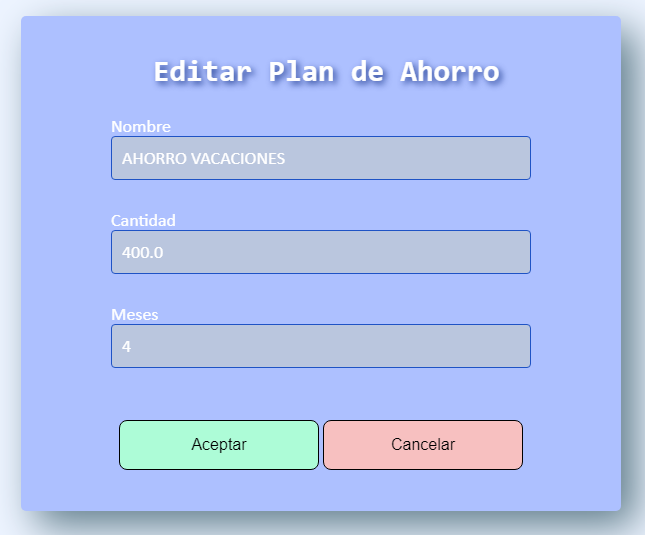 Editar Plan de Ahorro
Nombre
AHORRO VACACIONES
Cantidad
400.0
Meses
4
Aceptar
Cancelar